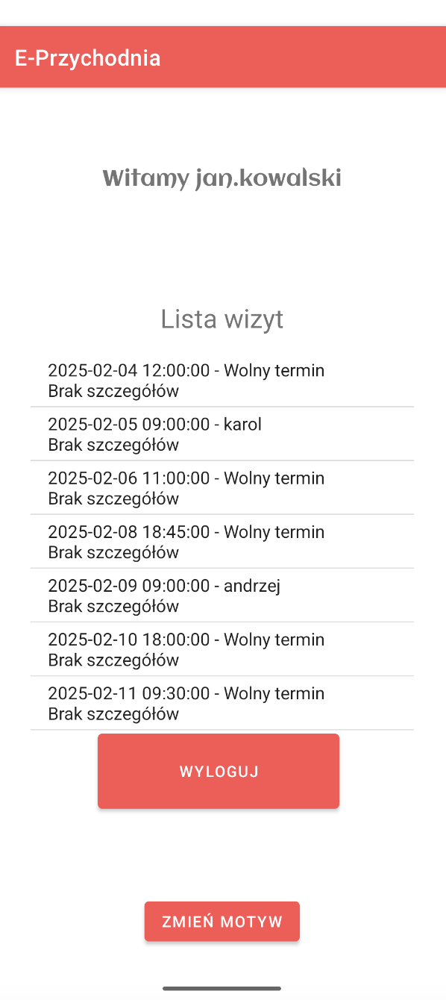 E-Przychodnia
Witamy jan.kowalski
Lista wizyt
2025-02-04 12:00:00 - Wolny termin
Brak szczegółów
2025-02-05 09:00:00 - karol
Brak szczegółów
2025-02-06 11:00:00 - Wolny termin
Brak szczegółów
2025-02-08 18:45:00 - Wolny termin
Brak szczegółów
2025-02-09 09:00:00 - andrzej
Brak szczegółów
2025-02-10 18:00:00 - Wolny termin
Brak szczegółów
2025-02-11 09:30:00 - Wolny termin
Brak szczegółów
WYLOGUJ
ZMIEŃ MOTYW